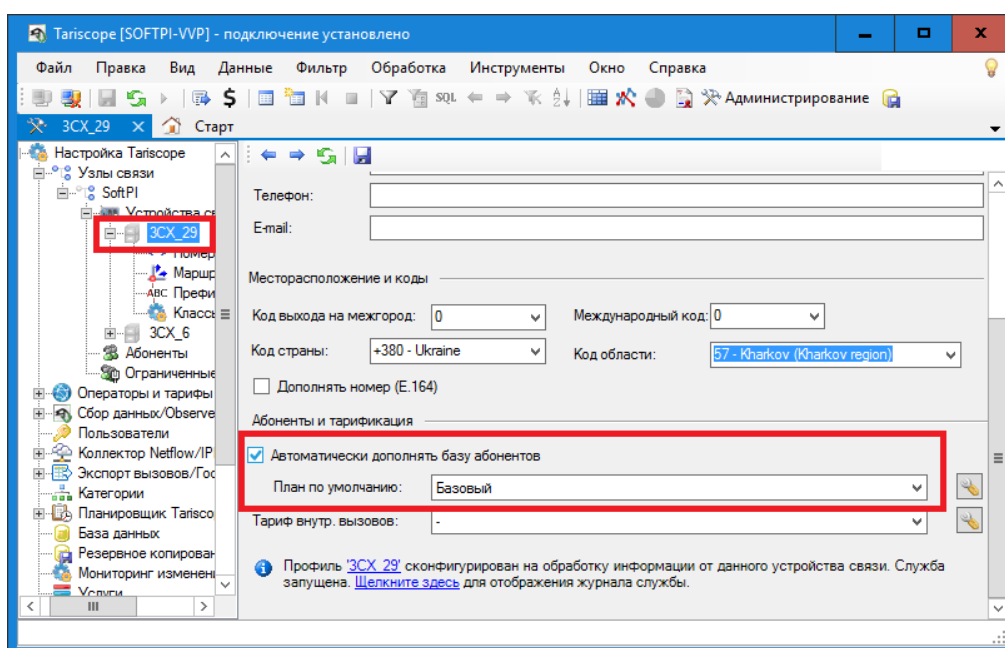 Tariscope [SOFTPI-VVP] - подключение установлено
Файл Правка Вид Данные Фильтр Обработка Инструменты Окно Справка
SQL Администрирование
3CX_29 Старт
Настройка Tariscope
Узлы связи
SoftPI
Устройства св
3CX_29
Номер
Маршр
ABC Префи
Классы
3CX_6
Абоненты
Ограниченные
Операторы и тарифы
Сбор данных/Observe
Пользователи
Коллектор Netflow/IP
Экспорт вызовов/Гос
Категории
Планировщик Tarisco
База данных
Резервное копирован
Мониторинг изменени
Услуги
Телефон:
E-mail:
Месторасположение и коды
Код выхода на межгород: 0 Международный код: 0
Код страны: +380 - Ukraine Код области: 57 - Kharkov (Kharkov region)
Дополнять номер (E.164)
Абоненты и тарификация
Автоматически дополнять базу абонентов
План по умолчанию: Базовый
Тариф внутр. вызовов: -
Профиль '3CX_29' сконфигурирован на обработку информации от данного устройства связи. Служба
запущена. Щелкните здесь для отображения журнала службы.